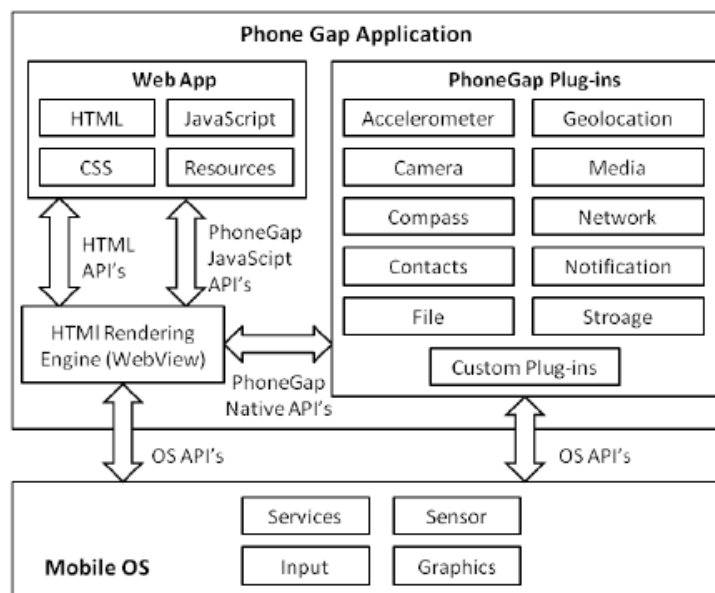 Phone Gap Application
Web App
HTML
JavaScript
CSS
Resources
PhoneGap Plug-ins
Accelerometer
Geolocation
Camera
Media
Compass
Network
Contacts
Notification
File
Stroage
Custom Plug-ins
HTML
API's
PhoneGap
JavaScipt
API's
HTMl Rendering
Engine (WebView)
PhoneGap
Native API's
OS API's
OS API's
Services
Sensor
Mobile OS
Input
Graphics